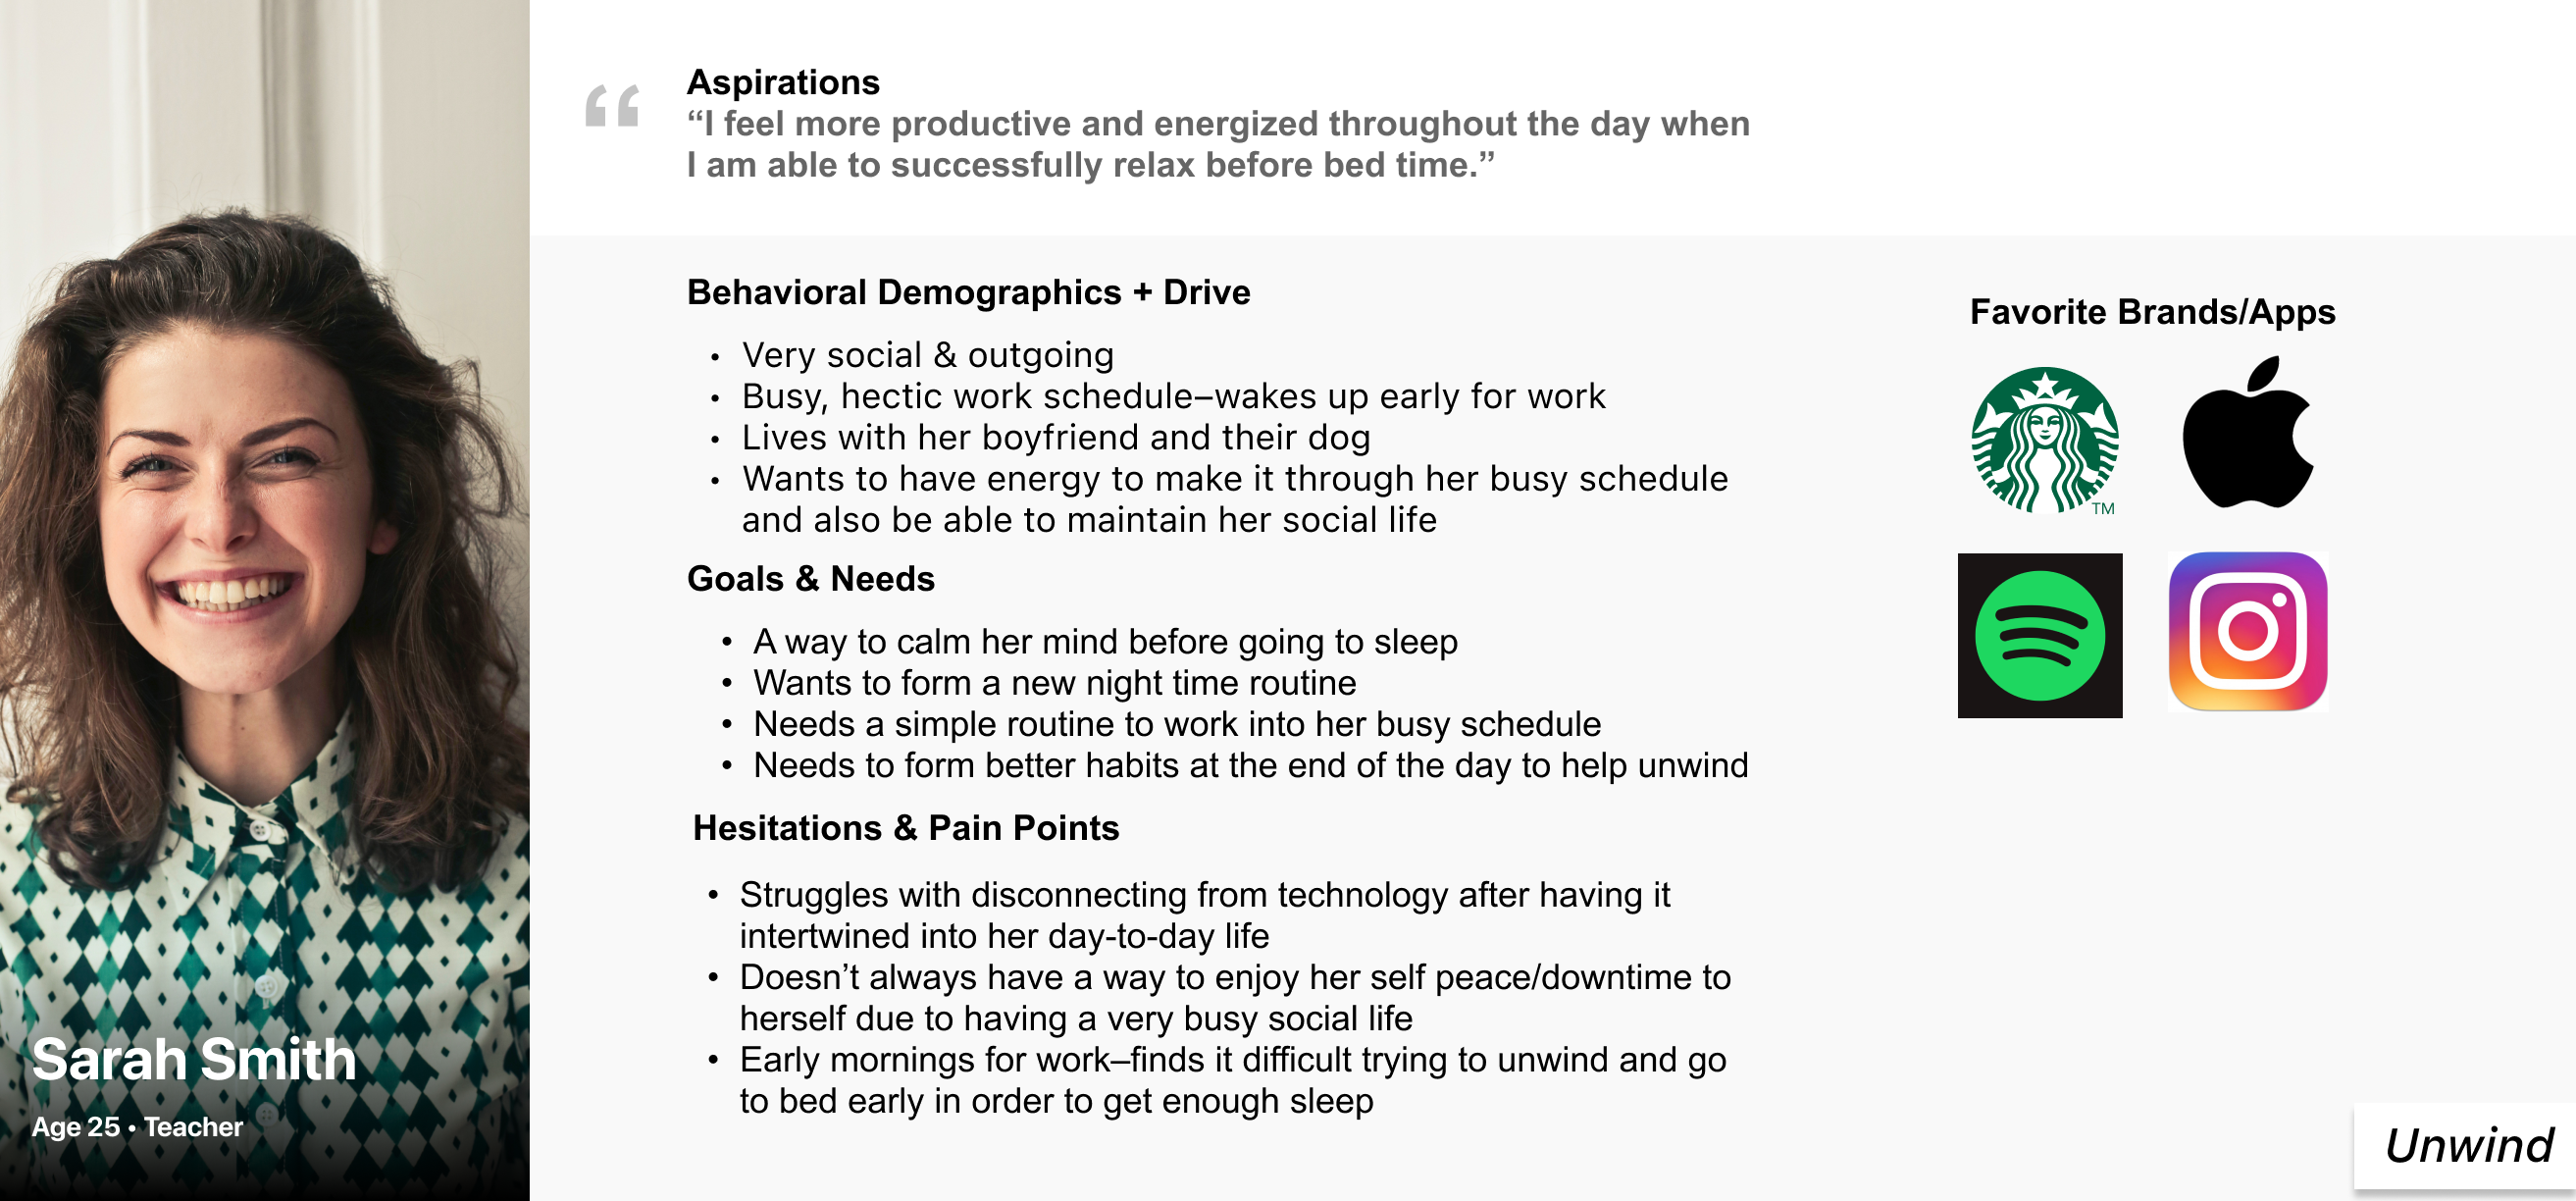 Aspirations
“I feel more productive and energized throughout the day when
I am able to successfully relax before bed time.”
Behavioral Demographics + Drive
• Very social & outgoing
• Busy, hectic work schedule–wakes up early for work
• Lives with her boyfriend and their dog
• Wants to have energy to make it through her busy schedule
and also be able to maintain her social life
Goals & Needs
• A way to calm her mind before going to sleep
• Wants to form a new night time routine
• Needs a simple routine to work into her busy schedule
• Needs to form better habits at the end of the day to help unwind
Hesitations & Pain Points
• Struggles with disconnecting from technology after having it
intertwined into her day-to-day life
• Doesn’t always have a way to enjoy her self peace/downtime to
herself due to having a very busy social life
• Early mornings for work–finds it difficult trying to unwind and go
to bed early in order to get enough sleep
Favorite Brands/Apps
TM
Sarah Smith
Age 25 • Teacher
Unwind